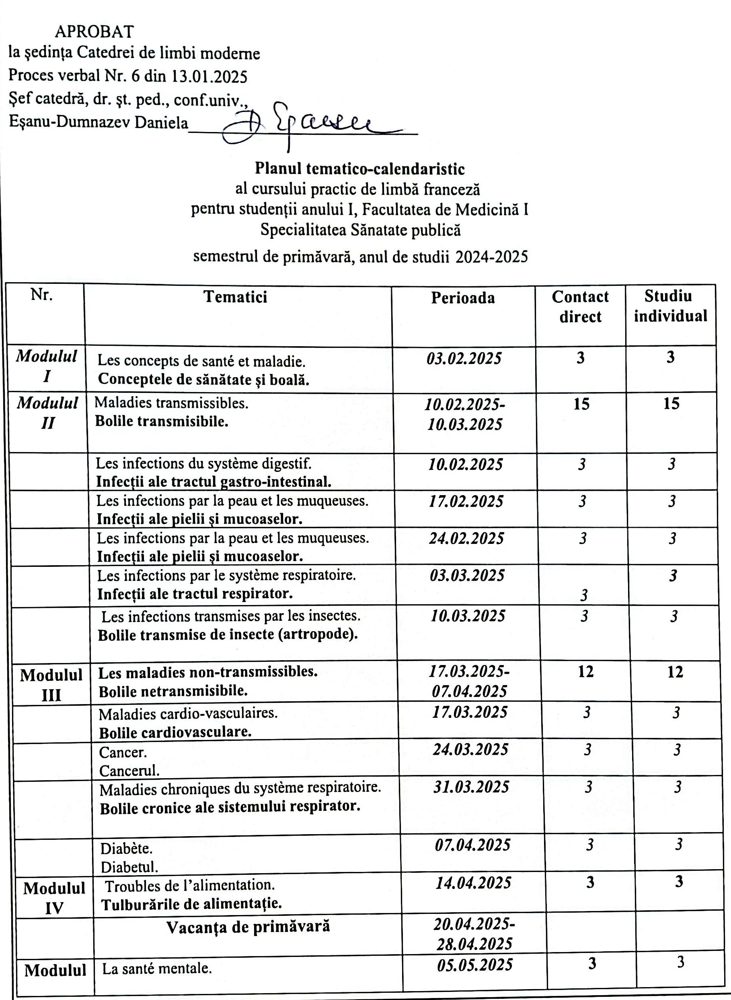 APROBAT
la ședința Catedrei de limbi moderne
Proces verbal Nr. 6 din 13.01.2025
Șef catedră, dr. șt. ped., conf.univ.,
Eșanu-Dumnazev Daniela
Planul tematico-calendaristic
al cursului practic de limbă franceză
pentru studenții anului I, Facultatea de Medicină I
Specialitatea Sănatate publică
semestrul de primăvară, anul de studii 2024-2025
Nr. Tematici Perioada Contact direct Studiu individual
Modulul I Les concepts de santé et maladie. 03.02.2025 3 3
Conceptele de sănătate și boală.
Modulul II Maladies transmissibles. 10.02.2025- 15 15
Bolile transmisibile. 10.03.2025
Les infections du système digestif. 10.02.2025 3 3
Infecții ale tractul gastro-intestinal.
Les infections par la peau et les muqueuses. 17.02.2025 3 3
Infecții ale pielii și mucoaselor.
Les infections par la peau et les muqueuses. 24.02.2025 3 3
Infecții ale pielii și mucoaselor.
Les infections par le système respiratoire. 03.03.2025 3
Infecții ale tractul respirator. 3
Les infections transmises par les insectes. 10.03.2025 3 3
Bolile transmise de insecte (artropode).
Modulul III Les maladies non-transmissibles. 17.03.2025- 12 12
Bolile netransmisibile. 07.04.2025
Maladies cardio-vasculaires. 17.03.2025 3 3
Bolile cardiovasculare.
Cancer. 24.03.2025 3 3
Cancerul.
Maladies chroniques du système respiratoire. 31.03.2025 3 3
Bolile cronice ale sistemului respirator.
Diabète. 07.04.2025 3 3
Diabetul.
Modulul IV Troubles de l’alimentation. 14.04.2025 3 3
Tulburările de alimentație.
Vacanța de primăvară 20.04.2025-
28.04.2025
Modulul La santé mentale. 05.05.2025 3 3